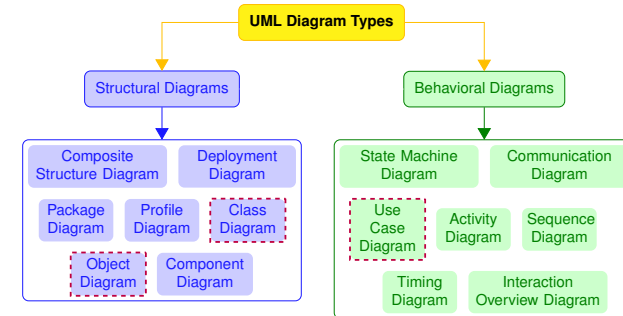 UML Diagram Types
Structural Diagrams
Behavioral Diagrams
Composite
Structure Diagram
Deployment
Diagram
Package
Diagram
Profile
Diagram
Class
Diagram
Object
Diagram
Component
Diagram
State Machine
Diagram
Communication
Diagram
Use
Case
Diagram
Activity
Diagram
Sequence
Diagram
Timing
Diagram
Interaction
Overview Diagram